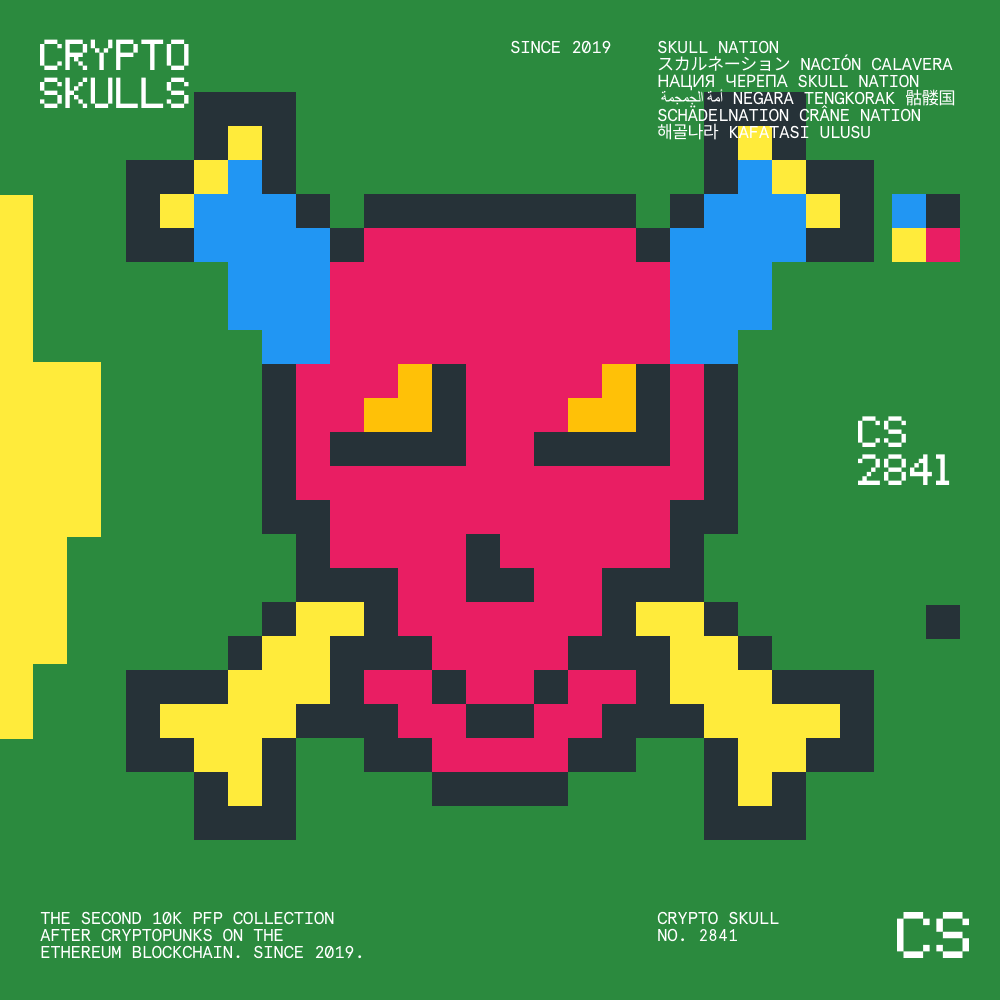 CRYPTO
SKULLS
SINCE 2019
SKULL NATION
スカルネーション NACIÓN CALAVERA
НАЦИЯ ЧЕРЕПА SKULL NATION
أمة الجمجمة NEGARA TENGKORAK 骷髅国
SCHÄDELNATION CRÂNE NATION
해골나라 KAFATASI ULUSU
CS
2841
THE SECOND 10K PFP COLLECTION
AFTER CRYPTOPUNKS ON THE
ETHEREUM BLOCKCHAIN. SINCE 2019.
CRYPTO SKULL
NO. 2841
CS